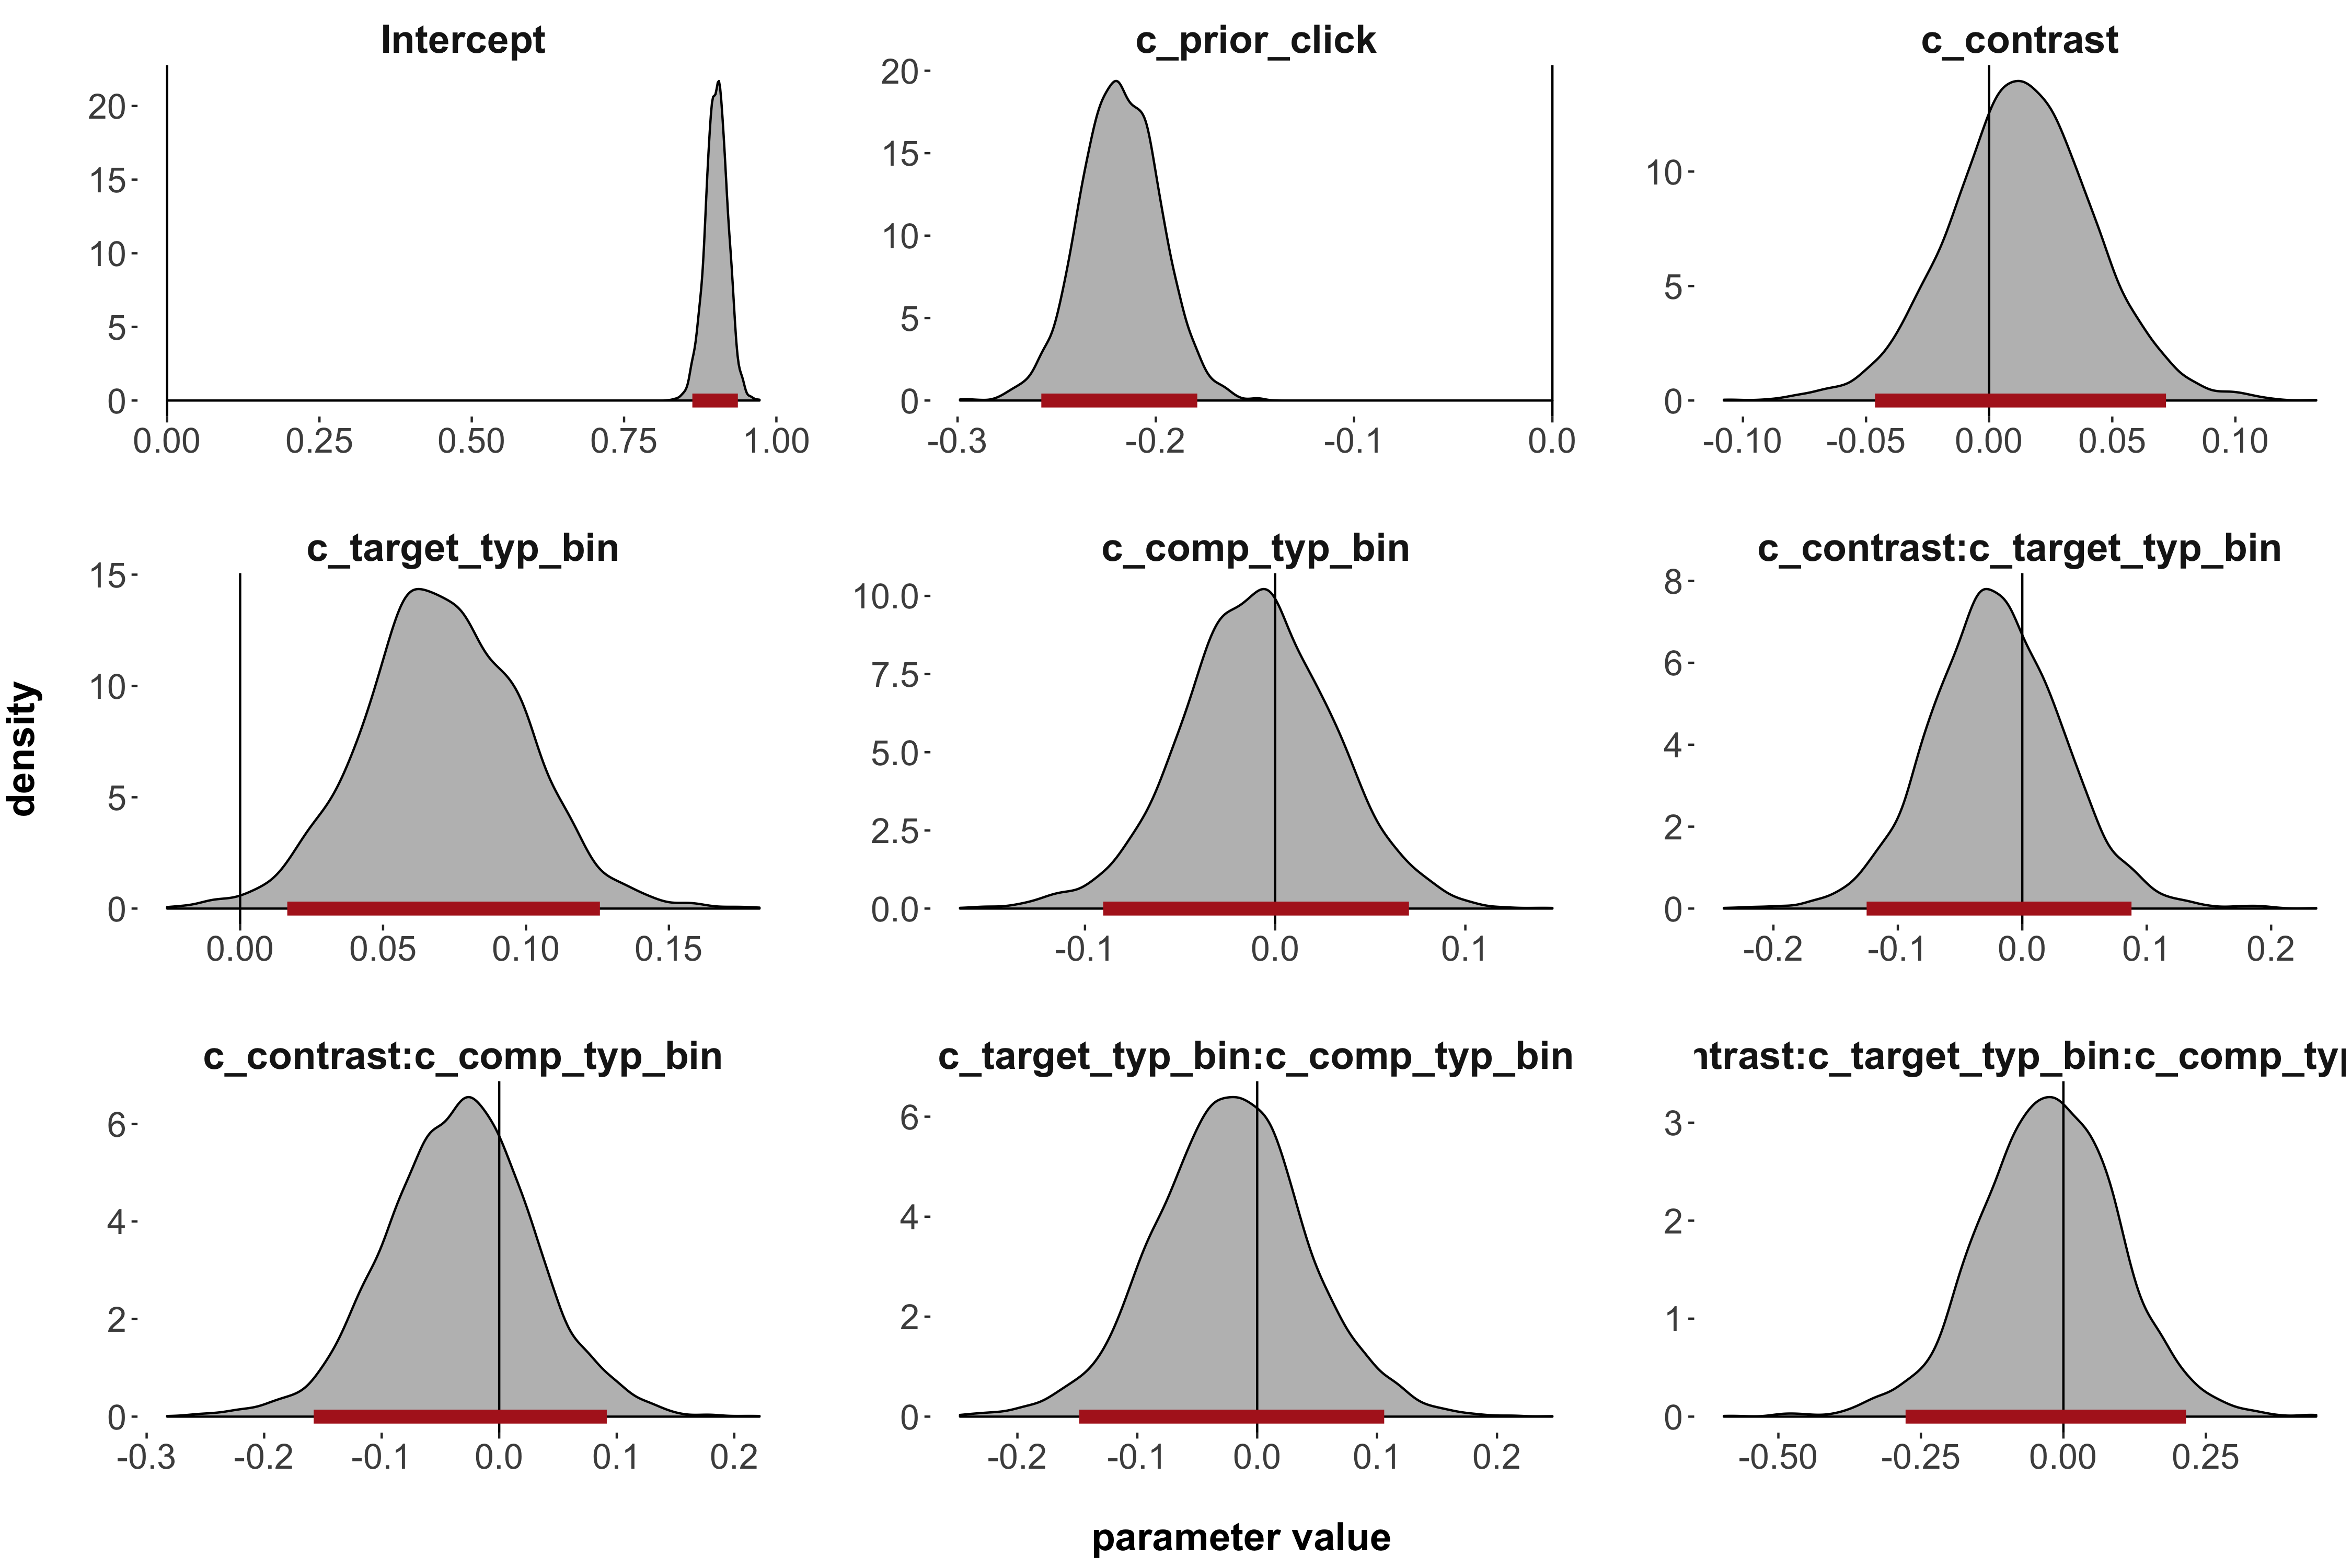 Intercept
c_prior_click
c_contrast
20
15
10
5
0
0.00 0.25 0.50 0.75 1.00
20
15
10
5
0
-0.3 -0.2 -0.1 0.0
10
5
0
-0.10 -0.05 0.00 0.05 0.10
c_target_typ_bin
c_comp_typ_bin
c_contrast:c_target_typ_bin
15
10
5
0
0.00 0.05 0.10 0.15
10.0
7.5
5.0
2.5
0.0
-0.1 0.0 0.1
8
6
4
2
0
-0.2 -0.1 0.0 0.1 0.2
density
c_contrast:c_comp_typ_bin
c_target_typ_bin:c_comp_typ_bin
ntrast:c_target_typ_bin:c_comp_typ
6
4
2
0
-0.3 -0.2 -0.1 0.0 0.1 0.2
6
4
2
0
-0.2 -0.1 0.0 0.1 0.2
3
2
1
0
-0.50 -0.25 0.00 0.25
parameter value